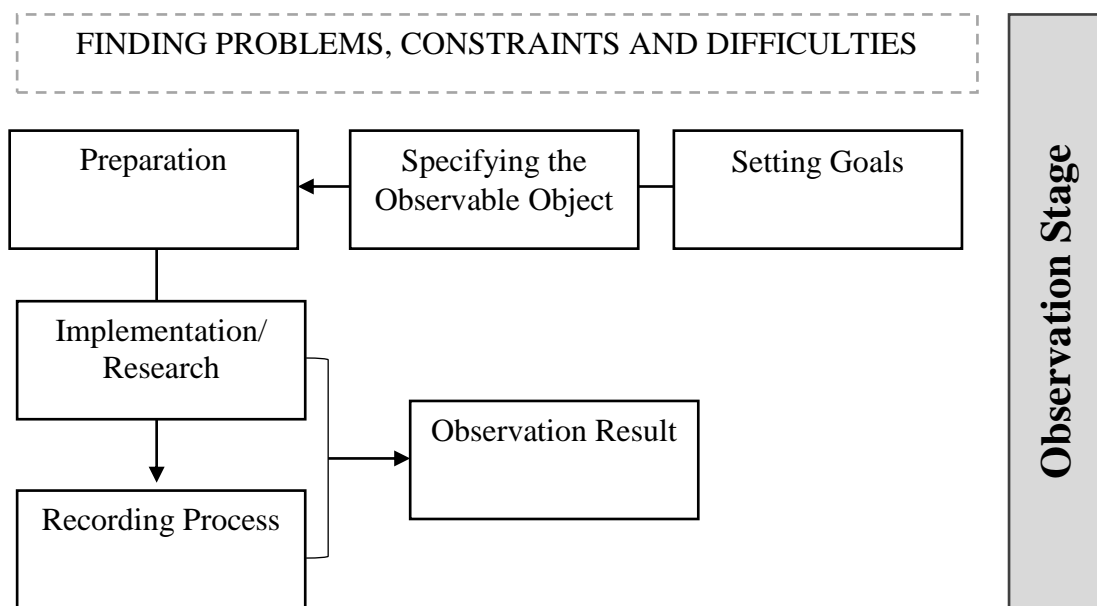 FINDING PROBLEMS, CONSTRAINTS AND DIFFICULTIES
Preparation
Specifying the
Observable Object
Setting Goals
Implementation/
Research
Observation Result
Recording Process
Observation Stage